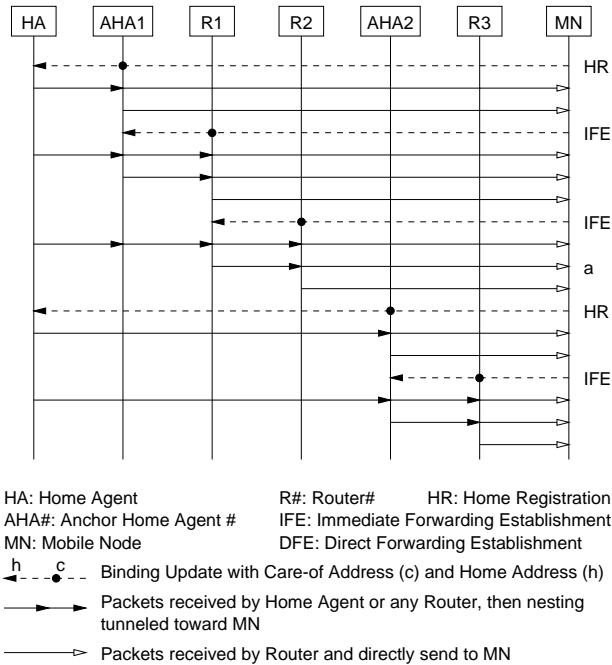 HA AHA1 R1 R2 AHA2 R3 MN
HR
IFE
IFE
a
HR
IFE
HA: Home Agent R#: Router# HR: Home Registration
AHA#: Anchor Home Agent # IFE: Immediate Forwarding Establishment
MN: Mobile Node DFE: Direct Forwarding Establishment
h c Binding Update with Care-of Address (c) and Home Address (h)
Packets received by Home Agent or any Router, then nesting
tunneled toward MN
Packets received by Router and directly send to MN